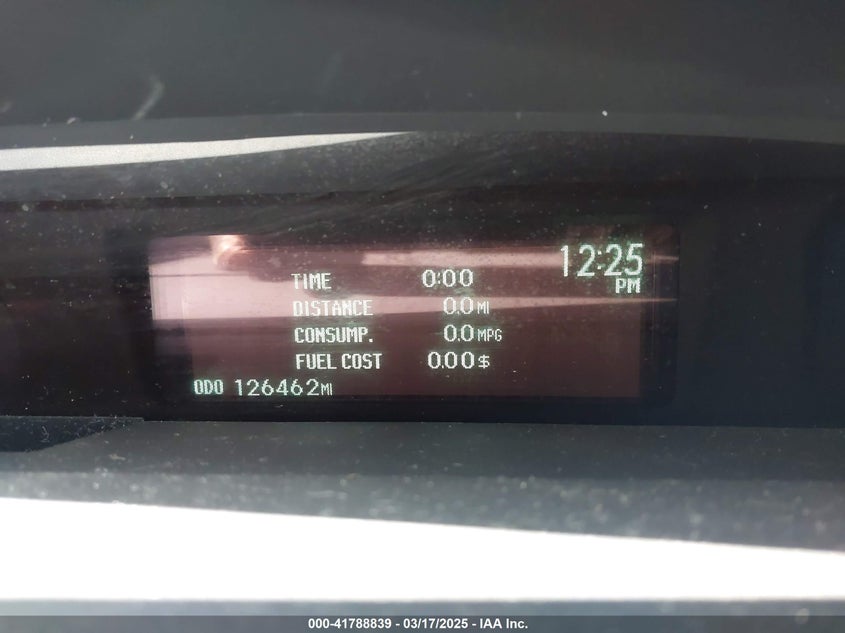 12:25
PM
TIME 0:00
DISTANCE 0.0 MI
CONSUMP. 0.0 MPG
FUEL COST 0.00 $
ODO 126462 MI
000-41788839 - 03/17/2025 - IAA Inc.